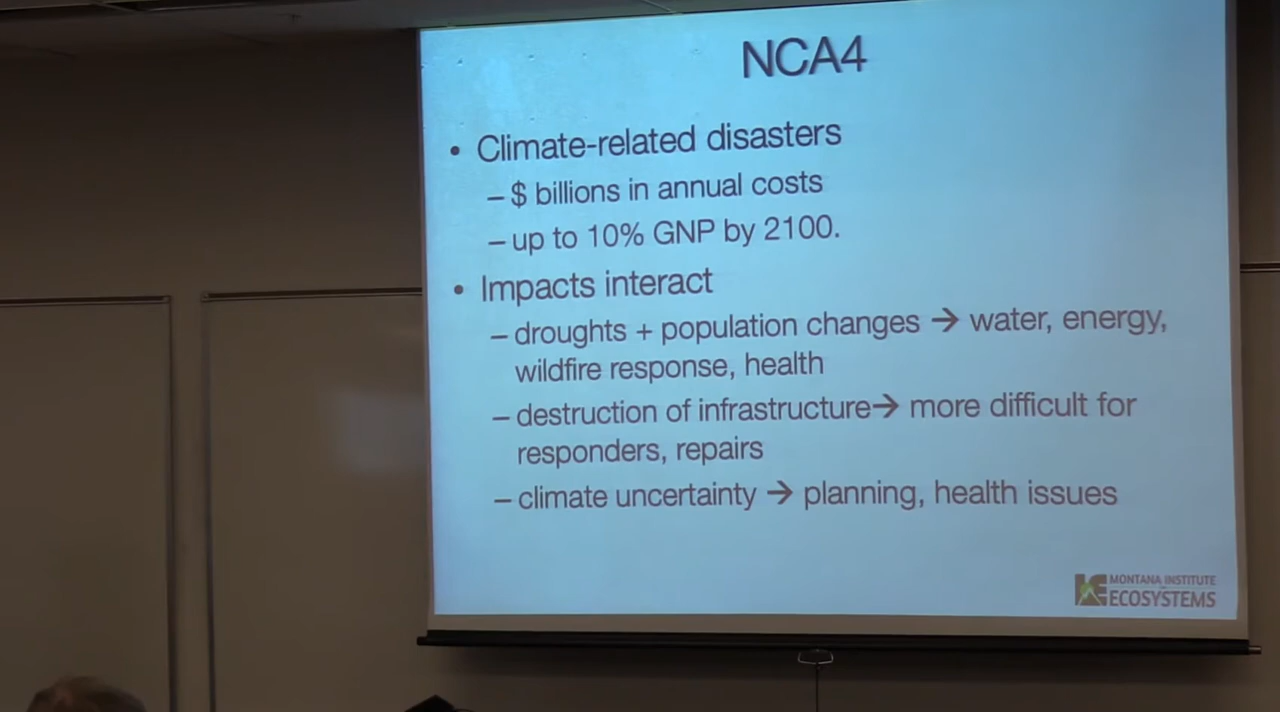 NCA4
• Climate-related disasters
– $ billions in annual costs
– up to 10% GNP by 2100.
• Impacts interact
– droughts + population changes → water, energy,
wildfire response, health
– destruction of infrastructure→ more difficult for
responders, repairs
– climate uncertainty → planning, health issues
MONTANA INSTITUTE
ECOSYSTEMS